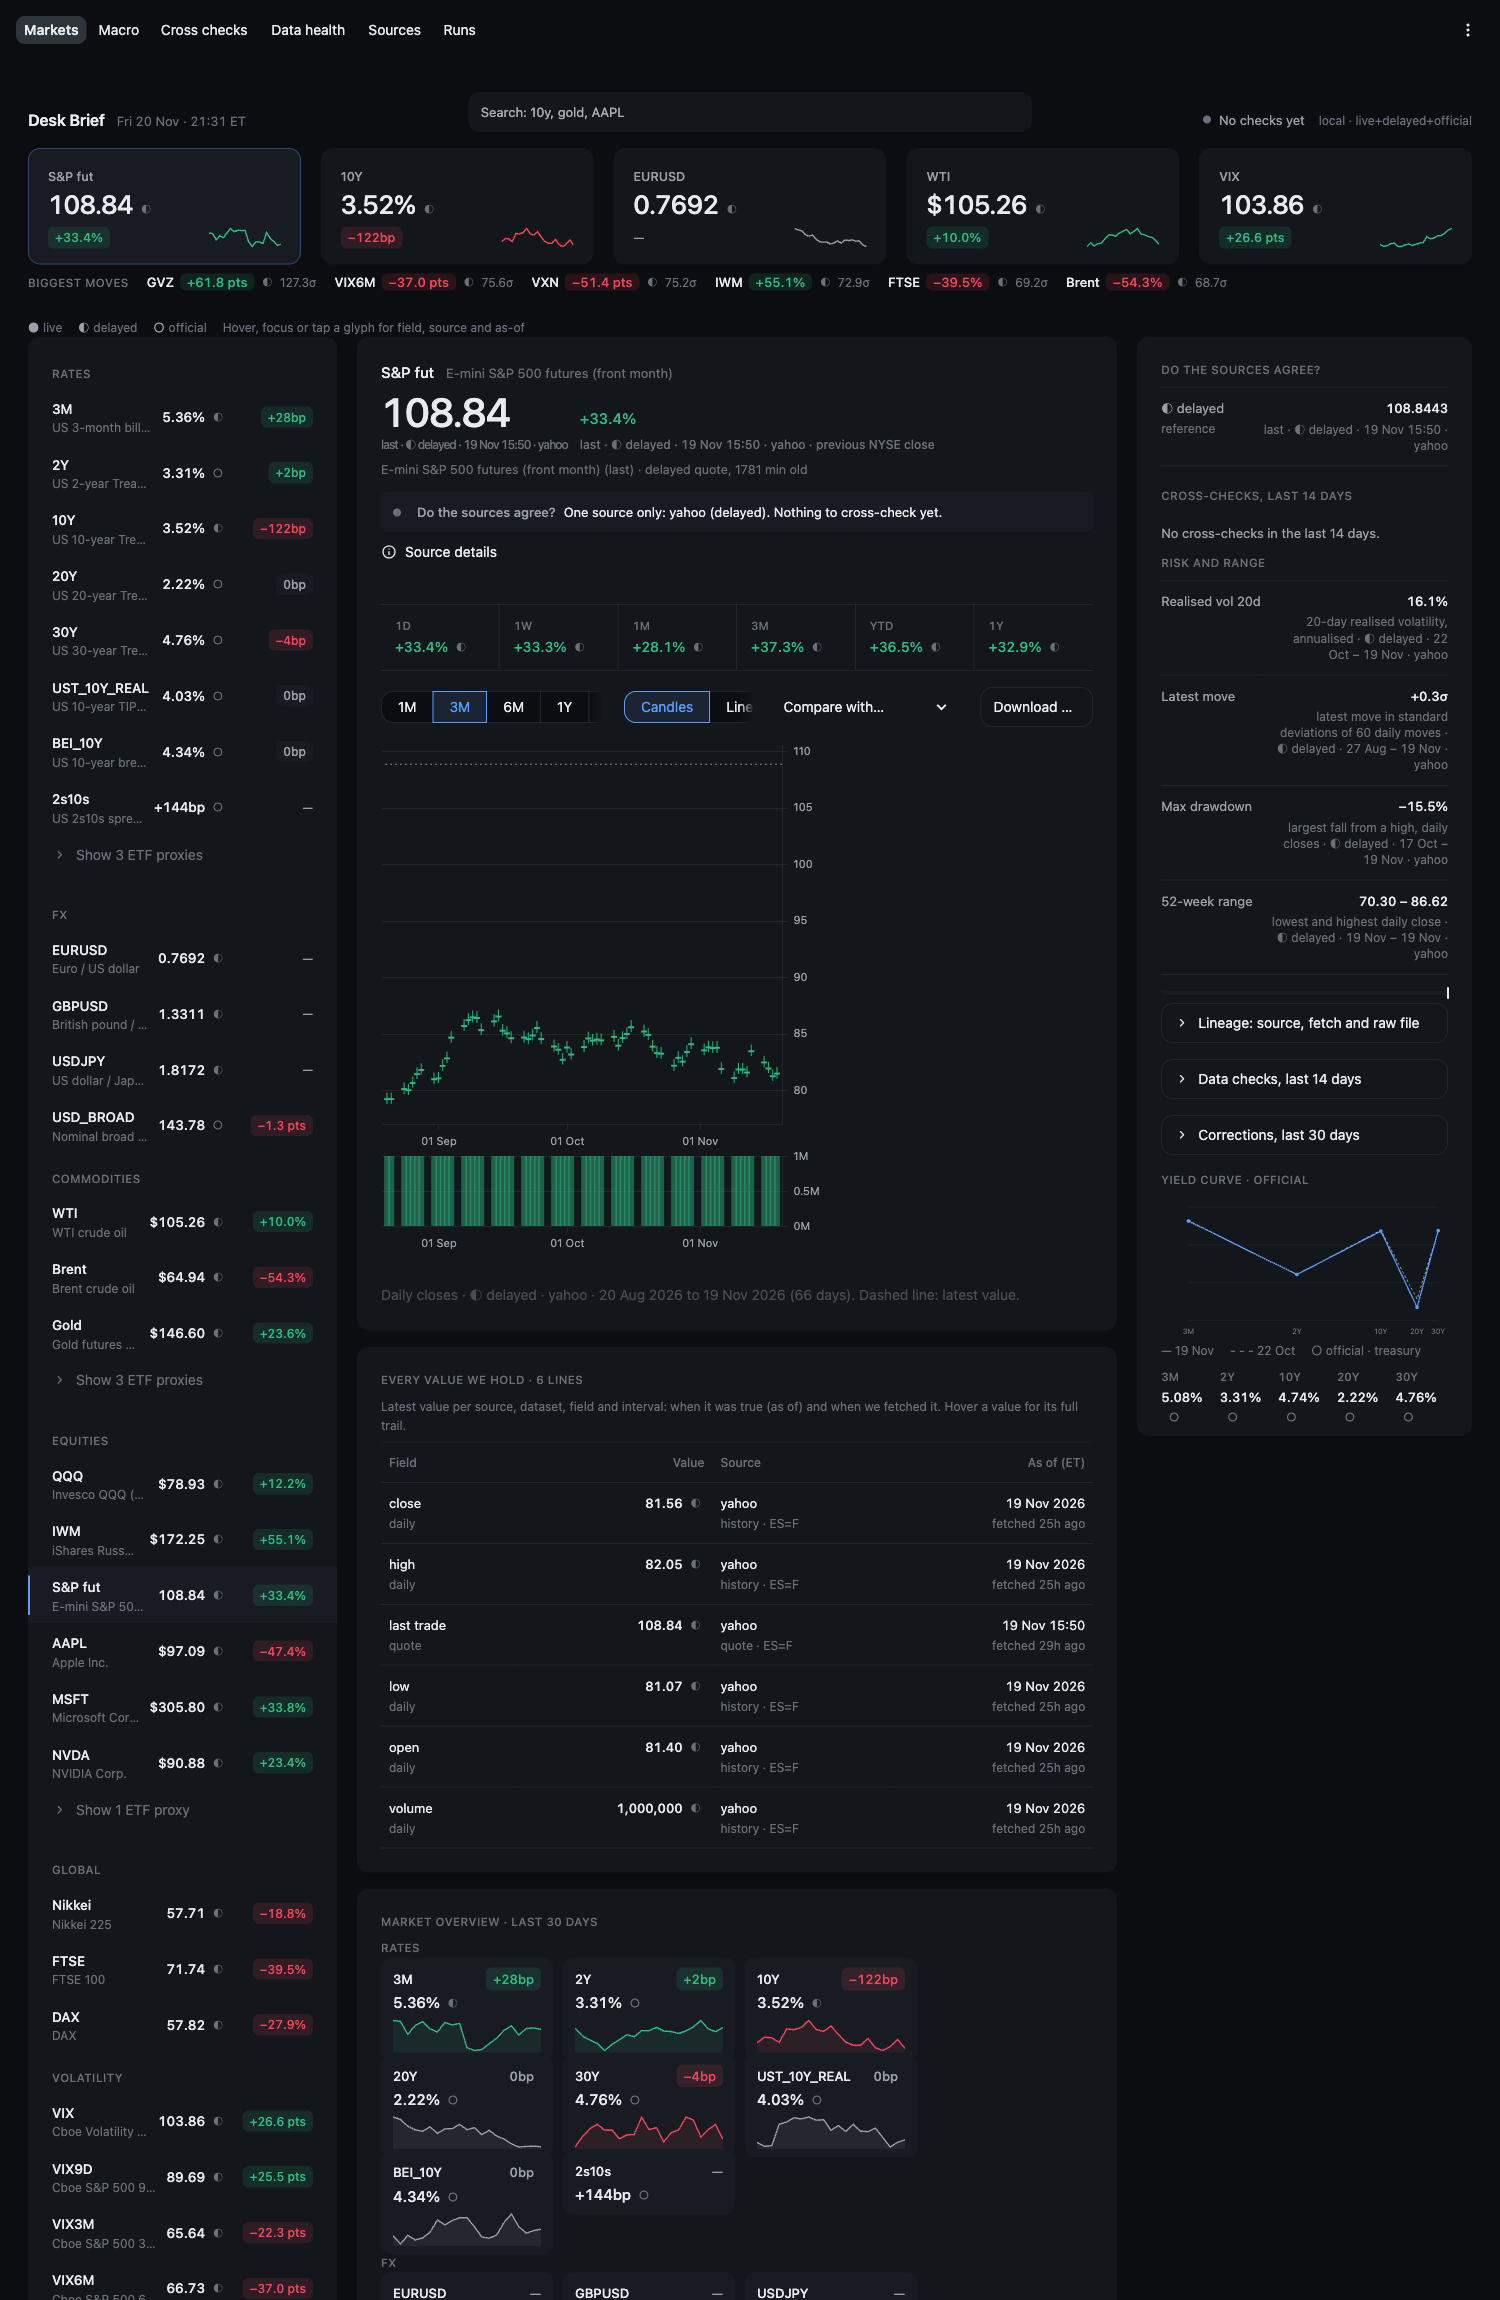 Markets Macro Cross checks Data health Sources Runs
Search: 10y, gold, AAPL
Desk Brief Fri 20 Nov · 21:31 ET
No checks yet local · live+delayed+official
S&P fut
108.84
+33.4%
10Y
3.52%
−122bp
EURUSD
0.7692
—
WTI
$105.26
+10.0%
VIX
103.86
+26.6 pts
BIGGEST MOVES GVZ +61.8 pts 127.3σ VIX6M −37.0 pts 75.6σ VXN −51.4 pts 75.2σ IWM +55.1% 72.9σ FTSE −39.5% 69.2σ Brent −54.3% 68.7σ
live delayed official Hover, focus or tap a glyph for field, source and as-of
RATES
3M 5.36% +28bp
US 3-month bill...
2Y 3.31% +2bp
US 2-year Trea...
10Y 3.52% −122bp
US 10-year Tre...
20Y 2.22% 0bp
US 20-year Tre...
30Y 4.76% −4bp
US 30-year Tre...
UST_10Y_REAL 4.03% 0bp
US 10-year TIP...
BEI_10Y 4.34% 0bp
US 10-year bre...
2s10s +144bp —
US 2s10s spre...
Show 3 ETF proxies
FX
EURUSD 0.7692 —
Euro / US dollar
GBPUSD 1.3311 —
British pound / ...
USDJPY 1.8172 —
US dollar / Jap...
USD_BROAD 143.78 −1.3 pts
Nominal broad ...
COMMODITIES
WTI $105.26 +10.0%
WTI crude oil
Brent $64.94 −54.3%
Brent crude oil
Gold $146.60 +23.6%
Gold futures ...
Show 3 ETF proxies
EQUITIES
QQQ $78.93 +12.2%
Invesco QQQ (...
IWM $172.25 +55.1%
iShares Russ...
S&P fut 108.84 +33.4%
E-mini S&P 50...
AAPL $97.09 −47.4%
Apple Inc.
MSFT $305.80 +33.8%
Microsoft Cor...
NVDA $90.88 +23.4%
NVIDIA Corp.
Show 1 ETF proxy
GLOBAL
Nikkei 57.71 −18.8%
Nikkei 225
FTSE 71.74 −39.5%
FTSE 100
DAX 57.82 −27.9%
DAX
VOLATILITY
VIX 103.86 +26.6 pts
Cboe Volatility ...
VIX9D 89.69 +25.5 pts
Cboe S&P 500 9...
VIX3M 65.64 −22.3 pts
Cboe S&P 500 3...
VIX6M 66.73 −37.0 pts
Cboe S&P 500 6...
S&P fut E-mini S&P 500 futures (front month)
108.84 +33.4%
last · delayed · 19 Nov 15:50 · yahoo last · delayed · 19 Nov 15:50 · yahoo · previous NYSE close
E-mini S&P 500 futures (front month) (last) · delayed quote, 1781 min old
Do the sources agree? One source only: yahoo (delayed). Nothing to cross-check yet.
Source details
1D 1W 1M 3M YTD 1Y
+33.4% +33.3% +28.1% +37.3% +36.5% +32.9%
1M 3M 6M 1Y Candles Line Compare with... Download ...
110
105
100
95
90
85
80
01 Sep 01 Oct 01 Nov
1M
0.5M
0M
01 Sep 01 Oct 01 Nov
Daily closes · delayed · yahoo · 20 Aug 2026 to 19 Nov 2026 (66 days). Dashed line: latest value.
EVERY VALUE WE HOLD · 6 LINES
Latest value per source, dataset, field and interval: when it was true (as of) and when we fetched it. Hover a value for its full
trail.
Field Value Source As of (ET)
close 81.56 yahoo 19 Nov 2026
daily history · ES=F fetched 25h ago
high 82.05 yahoo 19 Nov 2026
daily history · ES=F fetched 25h ago
last trade 108.84 yahoo 19 Nov 15:50
quote quote · ES=F fetched 29h ago
low 81.07 yahoo 19 Nov 2026
daily history · ES=F fetched 25h ago
open 81.40 yahoo 19 Nov 2026
daily history · ES=F fetched 25h ago
volume 1,000,000 yahoo 19 Nov 2026
daily history · ES=F fetched 25h ago
MARKET OVERVIEW · LAST 30 DAYS
RATES
3M +28bp
5.36%
2Y +2bp
3.31%
10Y −122bp
3.52%
20Y 0bp
2.22%
30Y −4bp
4.76%
UST_10Y_REAL 0bp
4.03%
BEI_10Y 0bp
4.34%
2s10s —
+144bp
FX
EURUSD — GBPUSD — USDJPY —
DO THE SOURCES AGREE?
delayed 108.8443
reference last · delayed · 19 Nov 15:50 ·
yahoo
CROSS-CHECKS, LAST 14 DAYS
No cross-checks in the last 14 days.
RISK AND RANGE
Realised vol 20d 16.1%
20-day realised volatility,
annualised · delayed · 22
Oct – 19 Nov · yahoo
Latest move +0.3σ
latest move in standard
deviations of 60 daily moves ·
delayed · 27 Aug – 19 Nov ·
yahoo
Max drawdown −15.5%
largest fall from a high, daily
closes · delayed · 17 Oct –
19 Nov · yahoo
52-week range 70.30 – 86.62
lowest and highest daily close ·
delayed · 19 Nov – 19 Nov ·
yahoo
Lineage: source, fetch and raw file
Data checks, last 14 days
Corrections, last 30 days
YIELD CURVE · OFFICIAL
3M 2Y 10Y 20Y 30Y
— 19 Nov - - - 22 Oct official · treasury
3M 2Y 10Y 20Y 30Y
5.08% 3.31% 4.74% 2.22% 4.76%